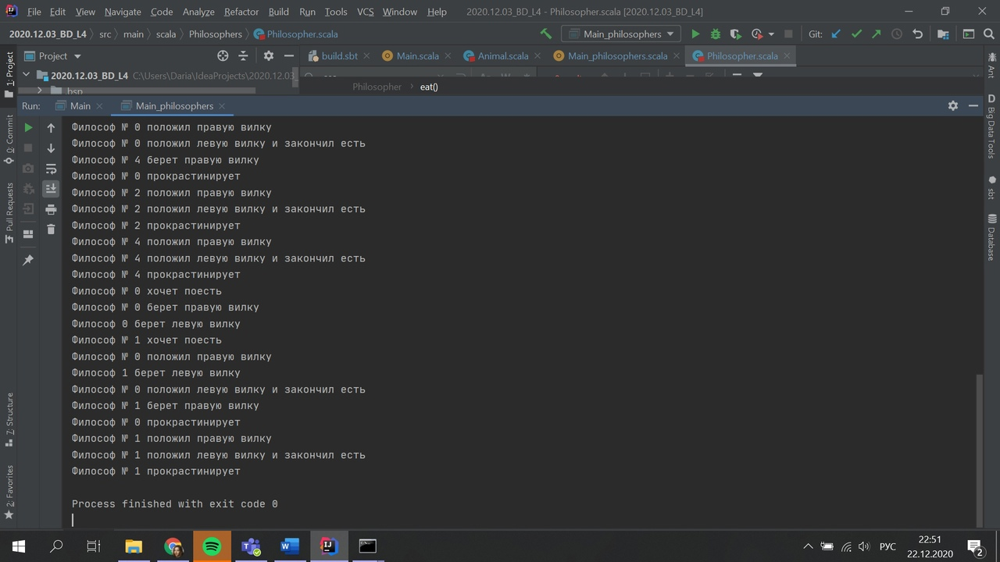 File Edit View Navigate Code Analyze Refactor Build Run Tools VCS Window Help 2020.12.03_BD_L4 - Philosopher.scala [2020.12.03_BD_L4]
2020.12.03_BD_L4 src main scala Philosophers Philosopher.scala Main_philosophers Git:
1: Project
Project build.sbt Main.scala Animal.scala Main_philosophers.scala Philosopher.scala
2020.12.03_BD_L4 C:\Users\Daria\IdeaProjects\2020.12.03_
.bsp Philosopher eat()
Run: Main Main_philosophers
Философ № 0 положил правую вилку
Философ № 0 положил левую вилку и закончил есть
Философ № 4 берет правую вилку
Философ № 0 прокрастинирует
Философ № 2 положил правую вилку
Философ № 2 положил левую вилку и закончил есть
Философ № 2 прокрастинирует
Философ № 4 положил правую вилку
Философ № 4 положил левую вилку и закончил есть
Философ № 4 прокрастинирует
Философ № 0 хочет поесть
Философ № 0 берет правую вилку
Философ 0 берет левую вилку
Философ № 1 хочет поесть
Философ № 0 положил правую вилку
Философ 1 берет левую вилку
Философ № 0 положил левую вилку и закончил есть
Философ № 1 берет правую вилку
Философ № 0 прокрастинирует
Философ № 1 положил правую вилку
Философ № 1 положил левую вилку и закончил есть
Философ № 1 прокрастинирует
Process finished with exit code 0
0: Commit
Pull Requests
7: Structure
2: Favorites
Ant
D Big Data Tools
sbt
Database
РУС 22:51
22.12.2020 2